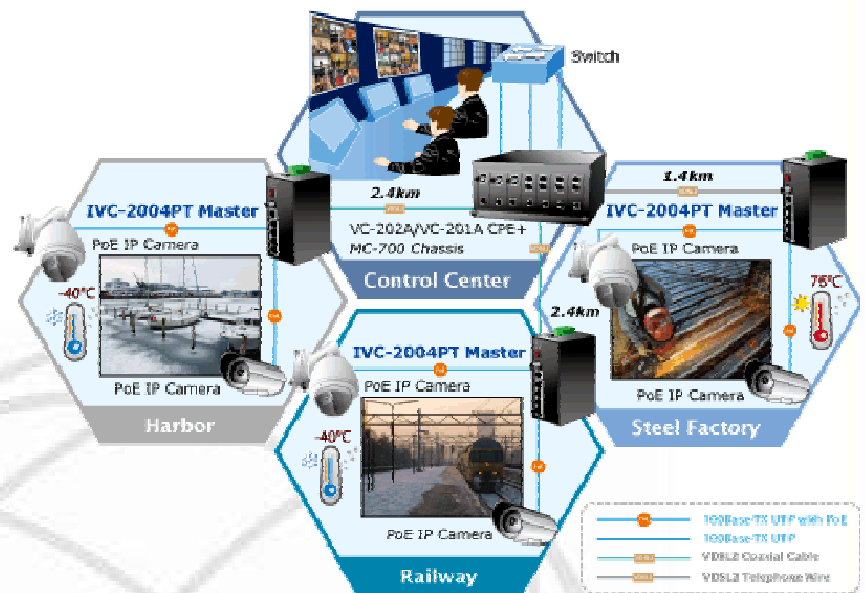 Switch
2.4km
VC-202A/VC-201A CPE+
MC-700 Chassis
Control Center
IVC-2004PT Master
PoE IP Camera
-40°C
PoE IP Camera
Harbor
1.4km
IVC-2004PT Master
PoE IP Camera
75°C
PoE IP Camera
Steel Factory
2.4km
IVC-2004PT Master
PoE IP Camera
-40°C
PoE IP Camera
Railway
100Base-TX UTP with PoE
100Base-TX UTP
VDSL2 Coaxial Cable
VDSL2 Telephone Wire